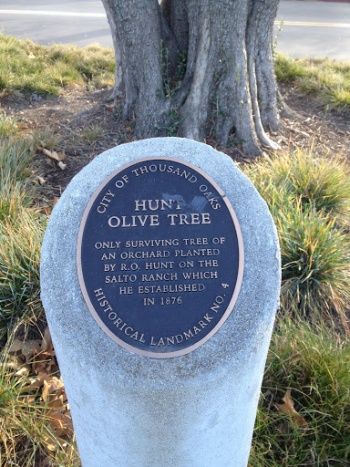 CITY OF THOUSAND OAKS
HUNT
OLIVE TREE
ONLY SURVIVING TREE OF
AN ORCHARD PLANTED
BY R.O. HUNT ON THE
SALTO RANCH WHICH
HE ESTABLISHED
IN 1876
HISTORICAL LANDMARK NO. 4